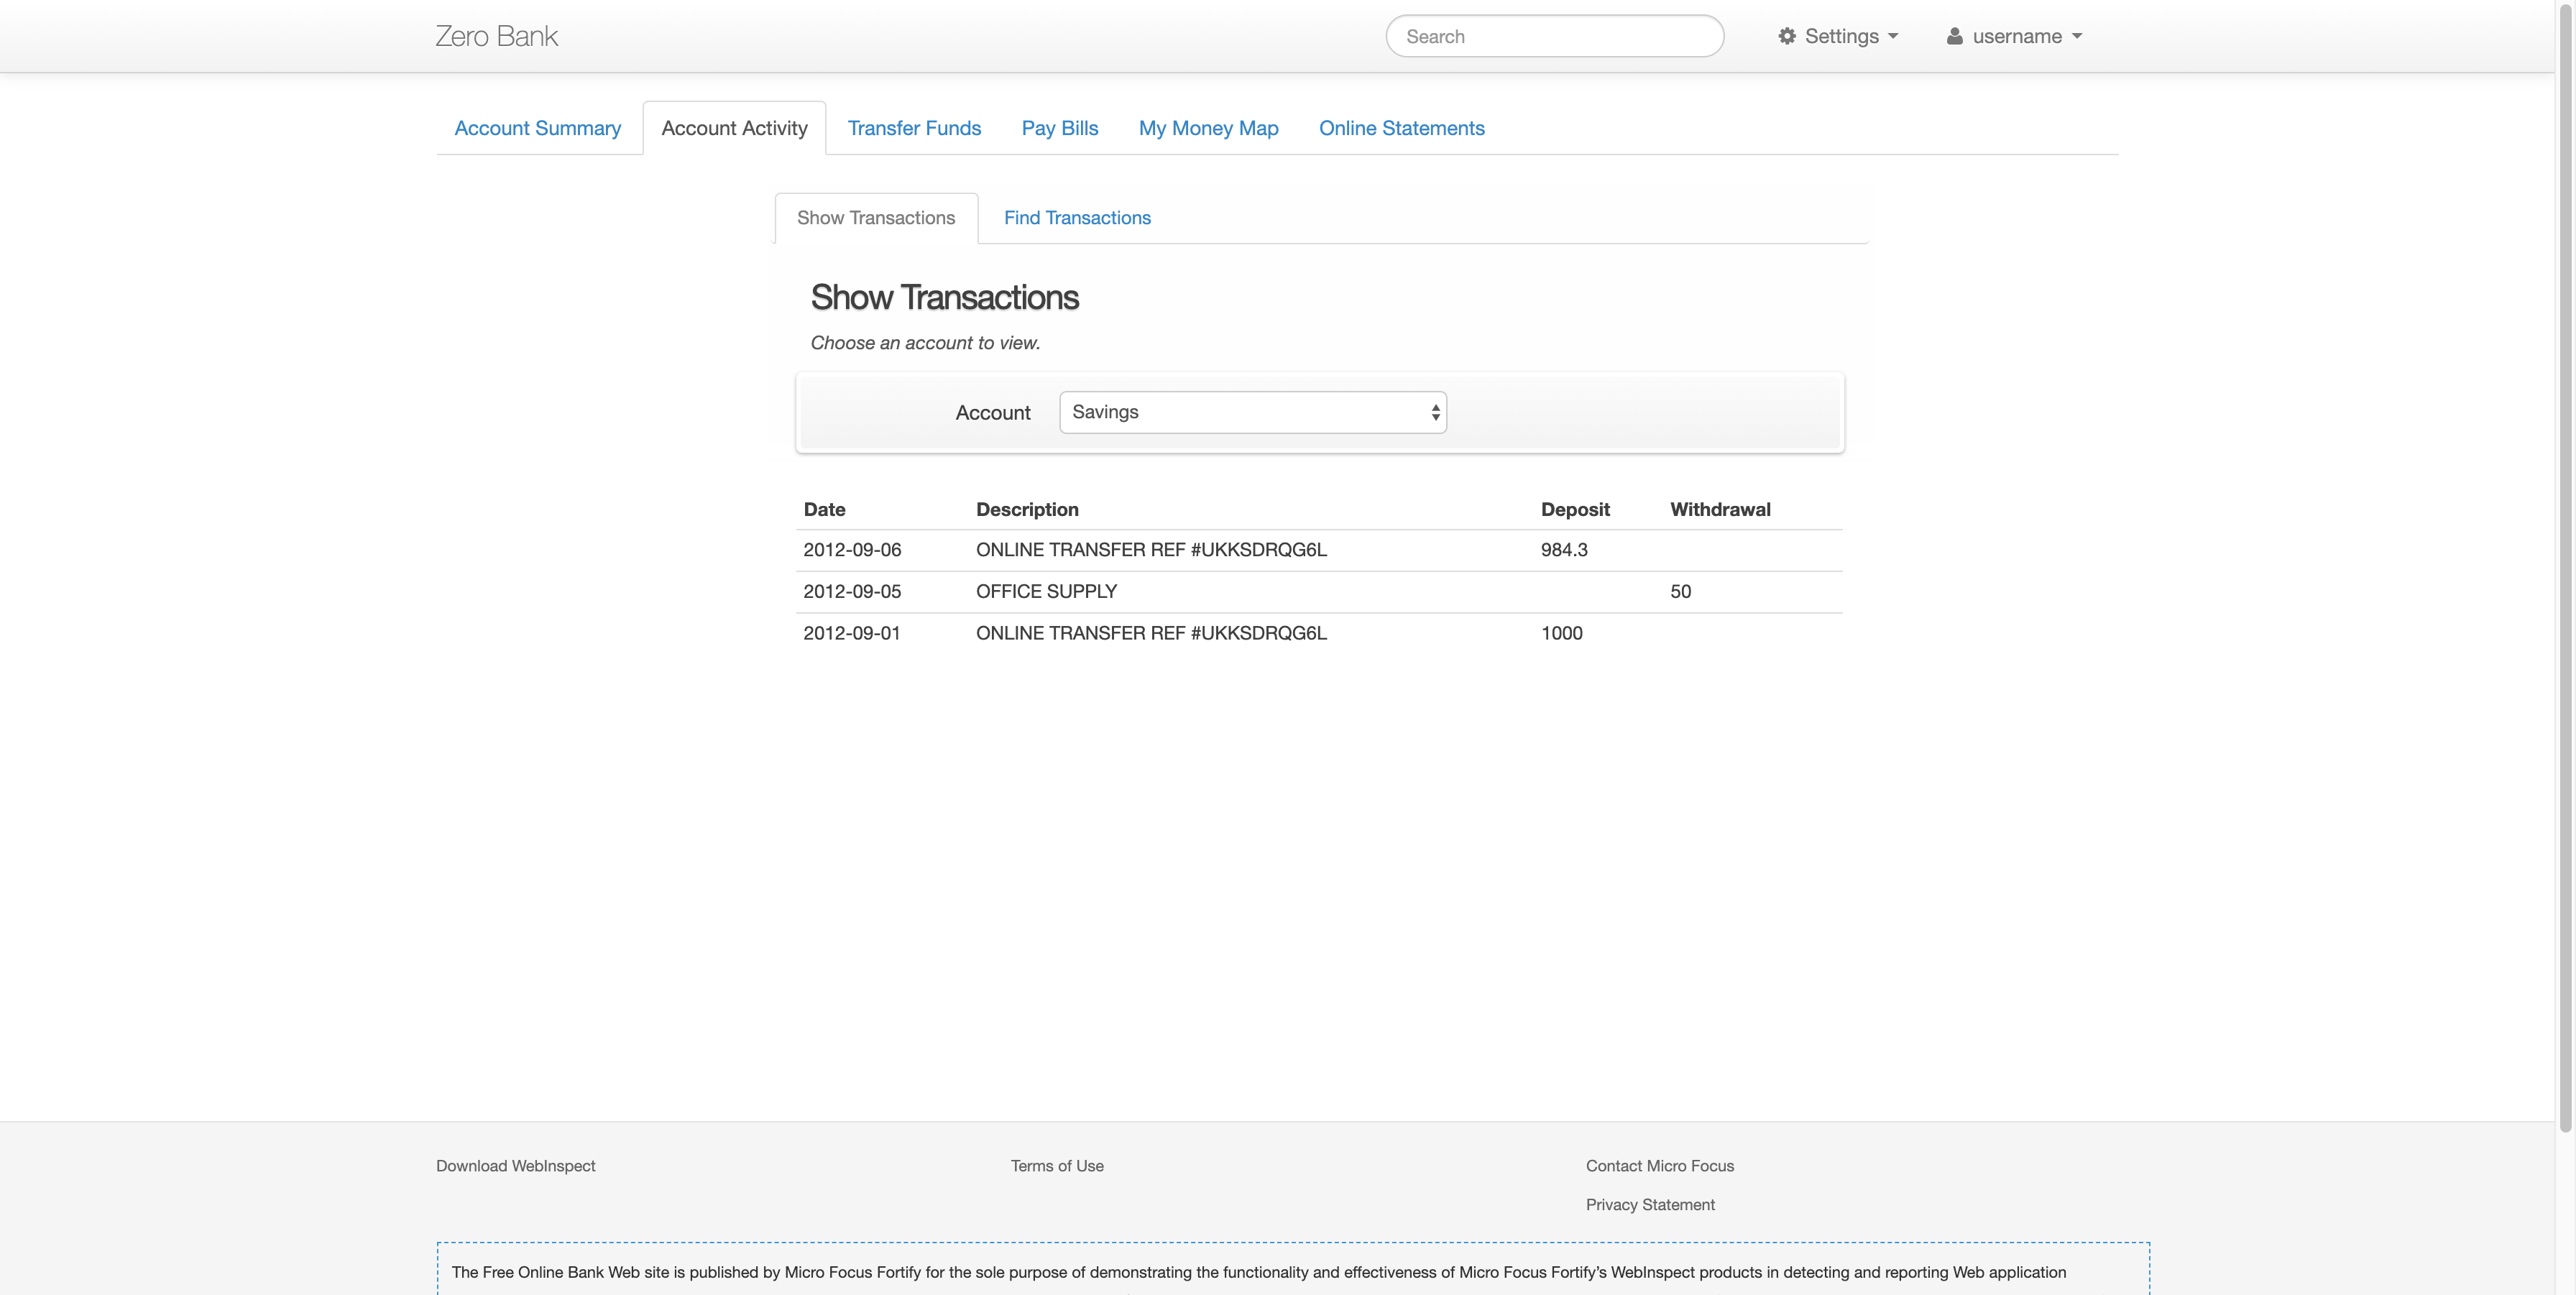 Zero Bank
Search
Settings
username
Account Summary
Account Activity
Transfer Funds
Pay Bills
My Money Map
Online Statements
Show Transactions
Find Transactions
Show Transactions
Choose an account to view.
Account
Savings
Date Description Deposit Withdrawal
2012-09-06 ONLINE TRANSFER REF #UKKSDRQG6L 984.3
2012-09-05 OFFICE SUPPLY 50
2012-09-01 ONLINE TRANSFER REF #UKKSDRQG6L 1000
Download WebInspect
Terms of Use
Contact Micro Focus
Privacy Statement
The Free Online Bank Web site is published by Micro Focus Fortify for the sole purpose of demonstrating the functionality and effectiveness of Micro Focus Fortify’s WebInspect products in detecting and reporting Web application